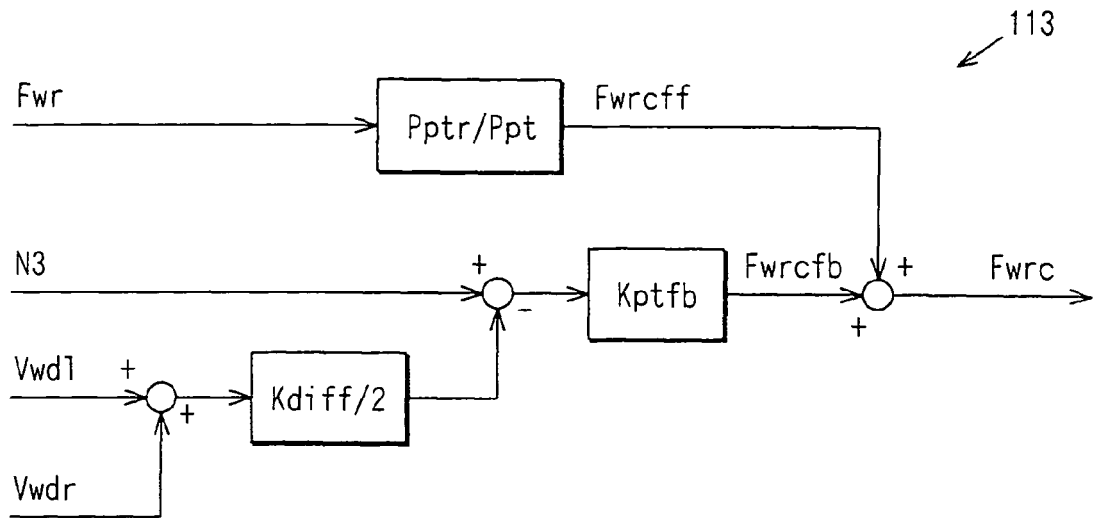 113
Fwr
Pptr/Ppt
Fwrcff
N3
+
-
Kptfb
Fwrcfb
+
+
Fwrc
Vwdl
+
+
Kdiff/2
Vwdr